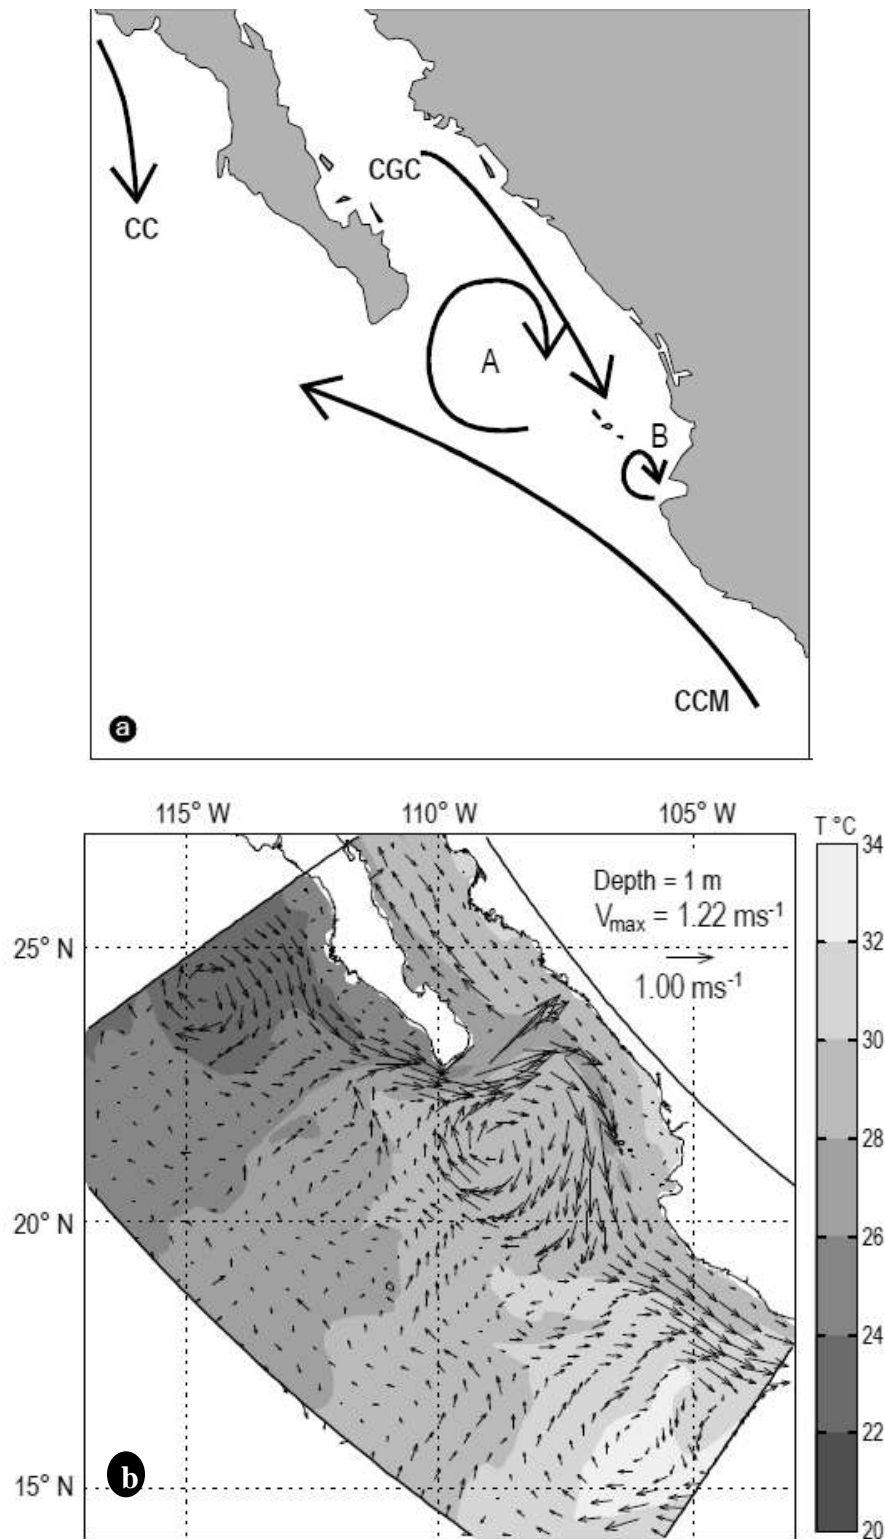 CGC
CC
A
B
CCM
a
115° W 110° W 105° W
T °C
34
Depth = 1 m
Vmax = 1.22 ms-1
25° N
32
1.00 ms-1
30
28
20° N
26
24
22
b
15° N
20